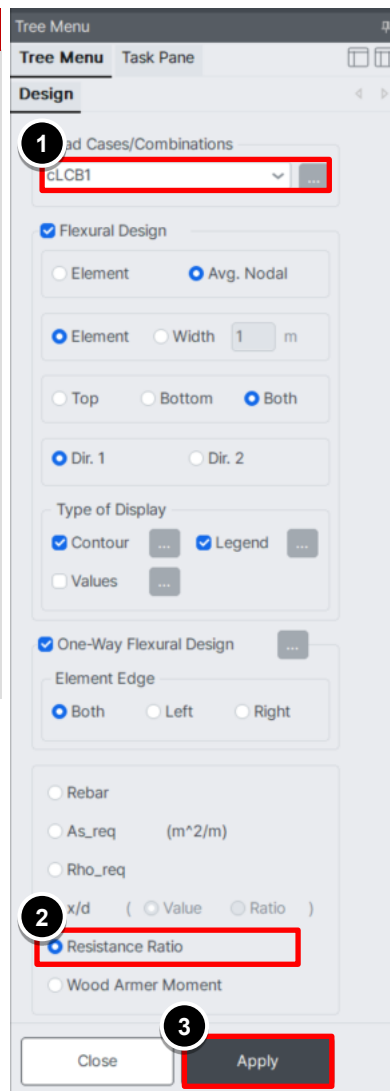 Tree Menu
Tree Menu Task Pane
Design
1
ad Cases/Combinations
cLCB1 ...
Flexural Design
Element Avg. Nodal
Element Width 1 m
Top Bottom Both
Dir. 1 Dir. 2
Type of Display
Contour ... Legend ...
Values ...
One-Way Flexural Design ...
Element Edge
Both Left Right
Rebar
As_req (m^2/m)
Rho_req
2
x/d ( Value Ratio )
Resistance Ratio
Wood Armer Moment
3
Close Apply